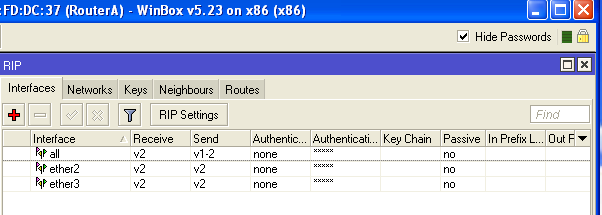 :FD:DC:37 (RouterA) - WinBox v5.23 on x86 (x86)
Hide Passwords
RIP
Interfaces Networks Keys Neighbours Routes
RIP Settings Find
Interface Receive Send Authentic... Authenticati... Key Chain Passive In Prefix L... Out F
all v2 v1-2 none ***** no
ether2 v2 v2 none ***** no
ether3 v2 v2 none ***** no